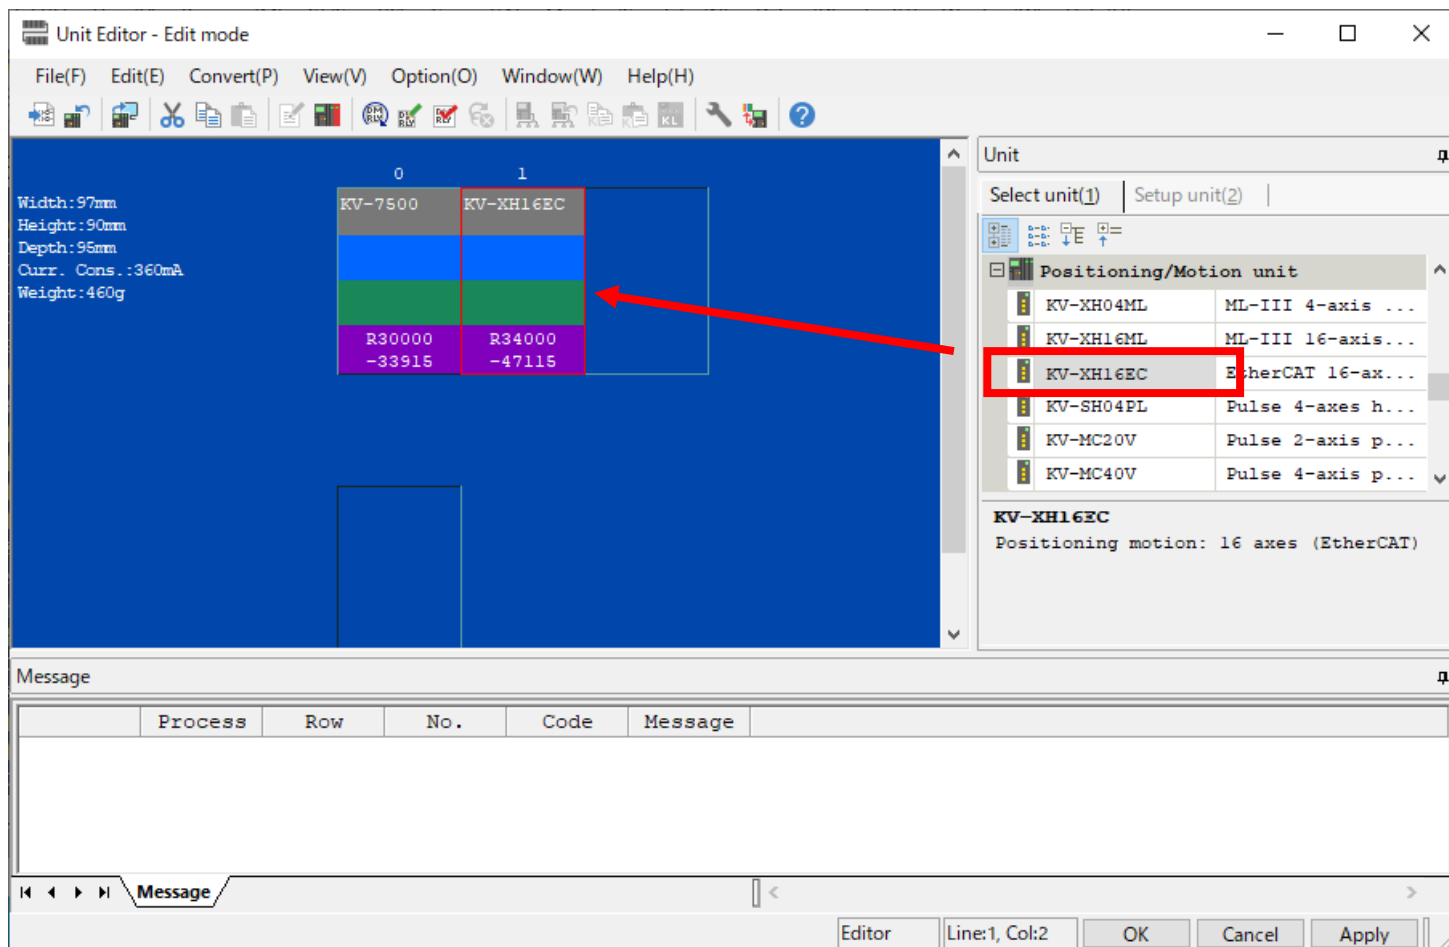 Unit Editor - Edit mode
File(F) Edit(E) Convert(P) View(V) Option(O) Window(W) Help(H)
0 1
Width:97mm
Height:90mm
Depth:95mm
Curr. Cons.:360mA
Weight:460g
KV-7500 KV-XH16EC
R30000 R34000
-33915 -47115
Unit
Select unit(1) Setup unit(2)
Positioning/Motion unit
KV-XH04ML ML-III 4-axis ...
KV-XH16ML ML-III 16-axis...
KV-XH16EC EtherCAT 16-ax...
KV-SH04PL Pulse 4-axes h...
KV-MC20V Pulse 2-axis p...
KV-MC40V Pulse 4-axis p...
KV-XH16EC
Positioning motion: 16 axes (EtherCAT)
Message
Process Row No. Code Message
Message
Editor Line:1, Col:2 OK Cancel Apply